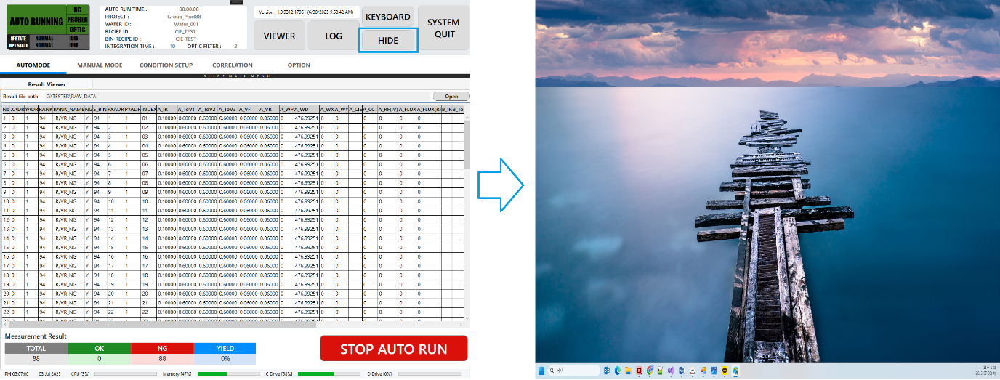 AUTO RUNNING
DC
PROBER
OPTIC
IF STATE NORMAL IDLE
OPT STATE NORMAL IDLE
AUTO RUN TIME : 00:00:00
PROJECT : Group_Pixel88
WAFER ID : Wafer_001
RECIPE ID : CIE_TEST
BIN RECIPE ID : CIE_TEST
INTEGRATION TIME : 10 OPTIC FILTER : 2
Version : 1.0.9312.17961 (6/30/2025 9:58:42 AM)
VIEWER
LOG
KEYBOARD
HIDE
SYSTEM
QUIT
AUTOMODE MANUAL MODE CONDITION SETUP CORRELATION OPTION
SLIDE MAIN MENU
Result Viewer
Result file path - C:\TESTER\RAW_DATA Open
No XADR YADR RANK RANK_NAME NG S_BIN PXADR PYADR INDEX A_IR A_ToV1 A_ToV2 A_ToV3 A_VF A_VR A_WP A_WD A_WX A_WY A_CIE A_CCT A_RF(IV) A_FLUX A_FLUX(R) B_IR B_ToV
1 0 1 94 IR/VR_NG Y 94 1 1 01 0.10000 0.60000 0.60000 0.60000 0.06000 0.06000 0 476.99251 0 0 0 0 0 0
2 0 1 94 IR/VR_NG Y 94 2 1 02 0.10000 0.60000 0.60000 0.60000 0.06000 0.06000 0 476.99251 0 0 0 0 0 0
3 0 1 94 IR/VR_NG Y 94 3 1 03 0.10000 0.60000 0.60000 0.60000 0.06000 0.06000 0 476.99251 0 0 0 0 0 0
4 0 1 94 IR/VR_NG Y 94 4 1 04 0.10000 0.60000 0.60000 0.60000 0.06000 0.06000 0 476.99251 0 0 0 0 0 0
5 0 1 94 IR/VR_NG Y 94 5 1 05 0.10000 0.60000 0.60000 0.60000 0.06000 0.06000 0 476.99251 0 0 0 0 0 0
6 0 1 94 IR/VR_NG Y 94 6 1 06 0.10000 0.60000 0.60000 0.60000 0.06000 0.06000 0 476.99251 0 0 0 0 0 0
7 0 1 94 IR/VR_NG Y 94 7 1 07 0.10000 0.60000 0.60000 0.60000 0.06000 0.06000 0 476.99251 0 0 0 0 0 0
8 0 1 94 IR/VR_NG Y 94 8 1 08 0.10000 0.60000 0.60000 0.60000 0.06000 0.06000 0 476.99251 0 0 0 0 0 0
9 0 1 94 IR/VR_NG Y 94 9 1 09 0.10000 0.60000 0.60000 0.60000 0.06000 0.06000 0 476.99251 0 0 0 0 0 0
10 0 1 94 IR/VR_NG Y 94 10 1 10 0.10000 0.60000 0.60000 0.60000 0.06000 0.06000 0 476.99251 0 0 0 0 0 0
11 0 1 94 IR/VR_NG Y 94 11 1 11 0.10000 0.60000 0.60000 0.60000 0.06000 0.06000 0 476.99251 0 0 0 0 0 0
12 0 1 94 IR/VR_NG Y 94 12 1 12 0.10000 0.60000 0.60000 0.60000 0.06000 0.06000 0 476.99251 0 0 0 0 0 0
13 0 1 94 IR/VR_NG Y 94 13 1 13 0.10000 0.60000 0.60000 0.60000 0.06000 0.06000 0 476.99251 0 0 0 0 0 0
14 0 1 94 IR/VR_NG Y 94 14 1 14 0.10000 0.60000 0.60000 0.60000 0.06000 0.06000 0 476.99251 0 0 0 0 0 0
15 0 1 94 IR/VR_NG Y 94 15 1 15 0.10000 0.60000 0.60000 0.60000 0.06000 0.06000 0 476.99251 0 0 0 0 0 0
16 0 1 94 IR/VR_NG Y 94 16 1 16 0.10000 0.60000 0.60000 0.60000 0.06000 0.06000 0 476.99251 0 0 0 0 0 0
17 0 1 94 IR/VR_NG Y 94 17 1 17 0.10000 0.60000 0.60000 0.60000 0.06000 0.06000 0 476.99251 0 0 0 0 0 0
18 0 1 94 IR/VR_NG Y 94 18 1 18 0.10000 0.60000 0.60000 0.60000 0.06000 0.06000 0 476.99251 0 0 0 0 0 0
19 0 1 94 IR/VR_NG Y 94 19 1 19 0.10000 0.60000 0.60000 0.60000 0.06000 0.06000 0 476.99251 0 0 0 0 0 0
20 0 1 94 IR/VR_NG Y 94 20 1 20 0.10000 0.60000 0.60000 0.60000 0.06000 0.06000 0 476.99251 0 0 0 0 0 0
21 0 1 94 IR/VR_NG Y 94 21 1 21 0.10000 0.60000 0.60000 0.60000 0.06000 0.06000 0 476.99251 0 0 0 0 0 0
22 0 1 94 IR/VR_NG Y 94 22 1 22 0.10000 0.60000 0.60000 0.60000 0.06000 0.06000 0 476.99251 0 0 0 0 0 0
Measurement Result
TOTAL OK NG YIELD
88 0 88 0%
STOP AUTO RUN
PM 05:07:00 03 Jul 2025 CPU [3%] Memory [47%] C Drive [58%] D Drive [0%]
검색